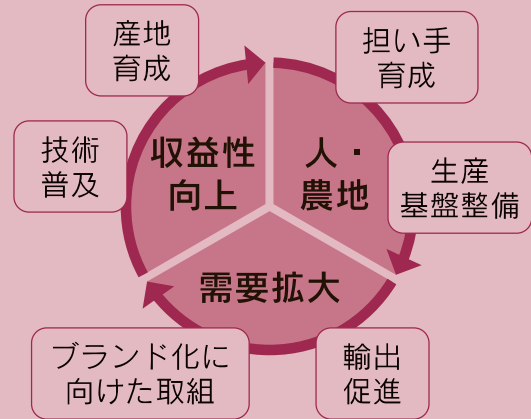 産地
育成
担い手
育成
技術
普及
収益性
向上
人・
農地
生産
基盤整備
需要拡大
ブランド化に
向けた取組
輸出
促進